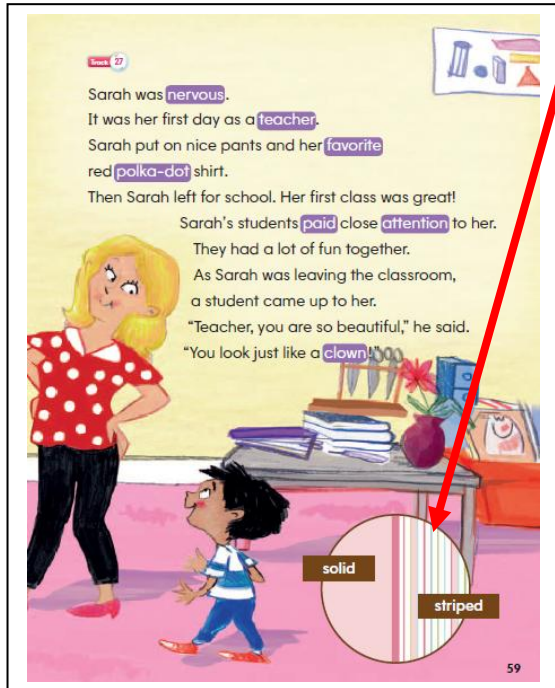 Track 27
Sarah was nervous.
It was her first day as a teacher.
Sarah put on nice pants and her favorite
red polka-dot shirt.
Then Sarah left for school. Her first class was great!
Sarah's students paid close attention to her.
They had a lot of fun together.
As Sarah was leaving the classroom,
a student came up to her.
"Teacher, you are so beautiful," he said.
"You look just like a clown!"
solid
striped
59